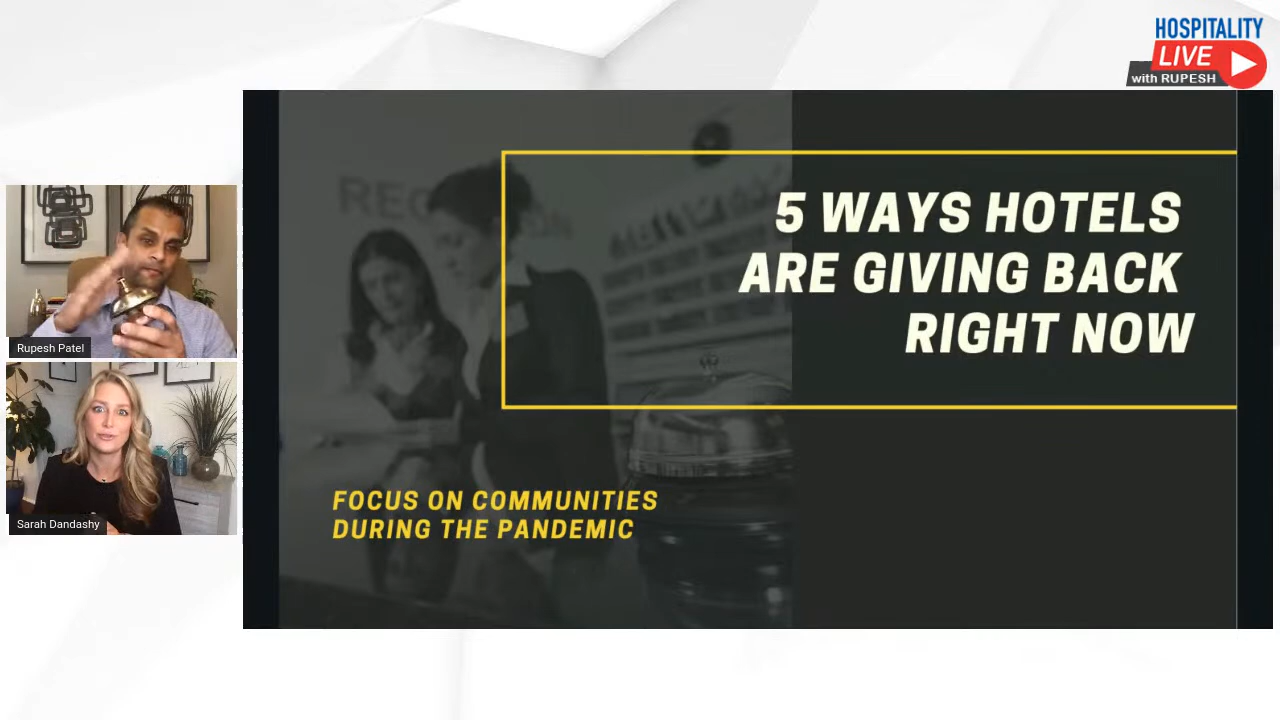 HOSPITALITY
LIVE
with RUPESH
5 WAYS HOTELS
ARE GIVING BACK
RIGHT NOW
FOCUS ON COMMUNITIES
DURING THE PANDEMIC
Rupesh Patel
Sarah Dandashy